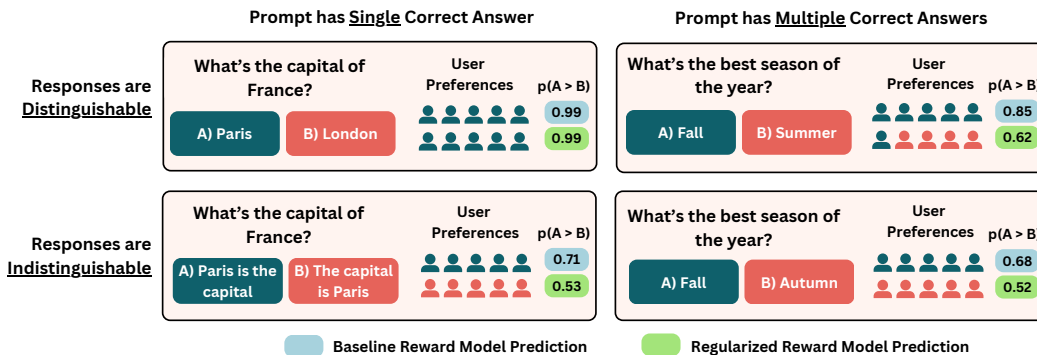 Prompt has Single Correct Answer
Prompt has Multiple Correct Answers
Responses are
Distinguishable
What's the capital of
France?
A) Paris
B) London
User
Preferences
p(A > B)
0.99
0.99
What's the best season of
the year?
A) Fall
B) Summer
User
Preferences
p(A > B)
0.85
0.62
Responses are
Indistinguishable
What's the capital of
France?
A) Paris is the
capital
B) The capital
is Paris
User
Preferences
p(A > B)
0.71
0.53
What's the best season of
the year?
A) Fall
B) Autumn
User
Preferences
p(A > B)
0.68
0.52
Baseline Reward Model Prediction
Regularized Reward Model Prediction